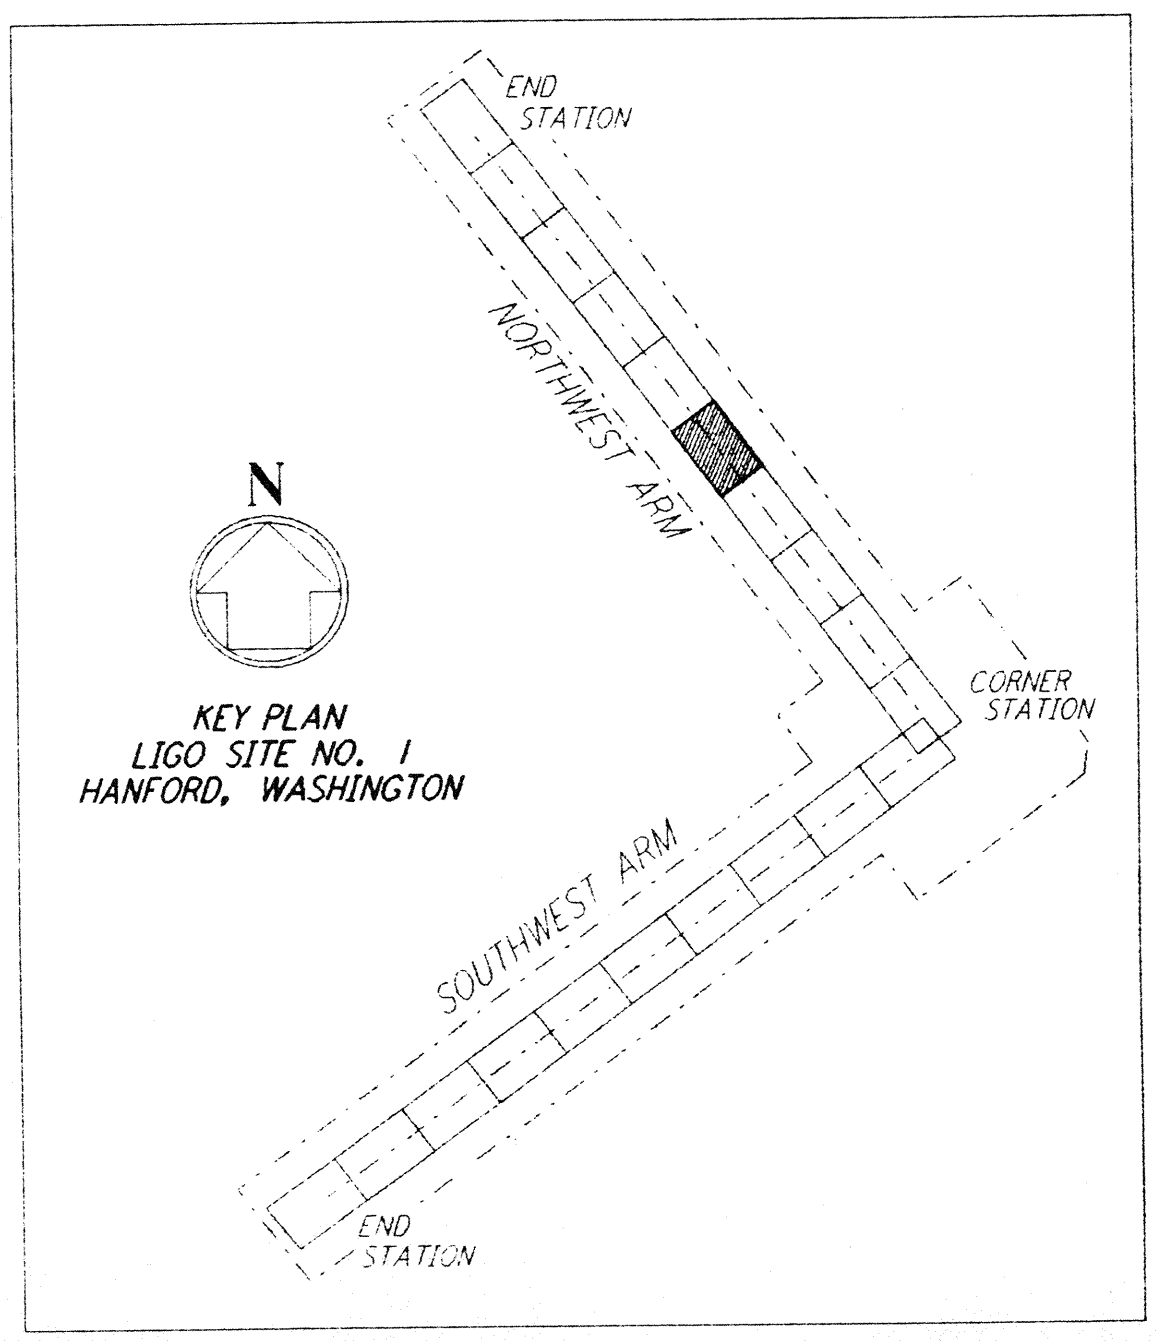 END
STATION
NORTHWEST ARM
N
CORNER
STATION
KEY PLAN
LIGO SITE NO. 1
HANFORD, WASHINGTON
SOUTHWEST ARM
END
STATION